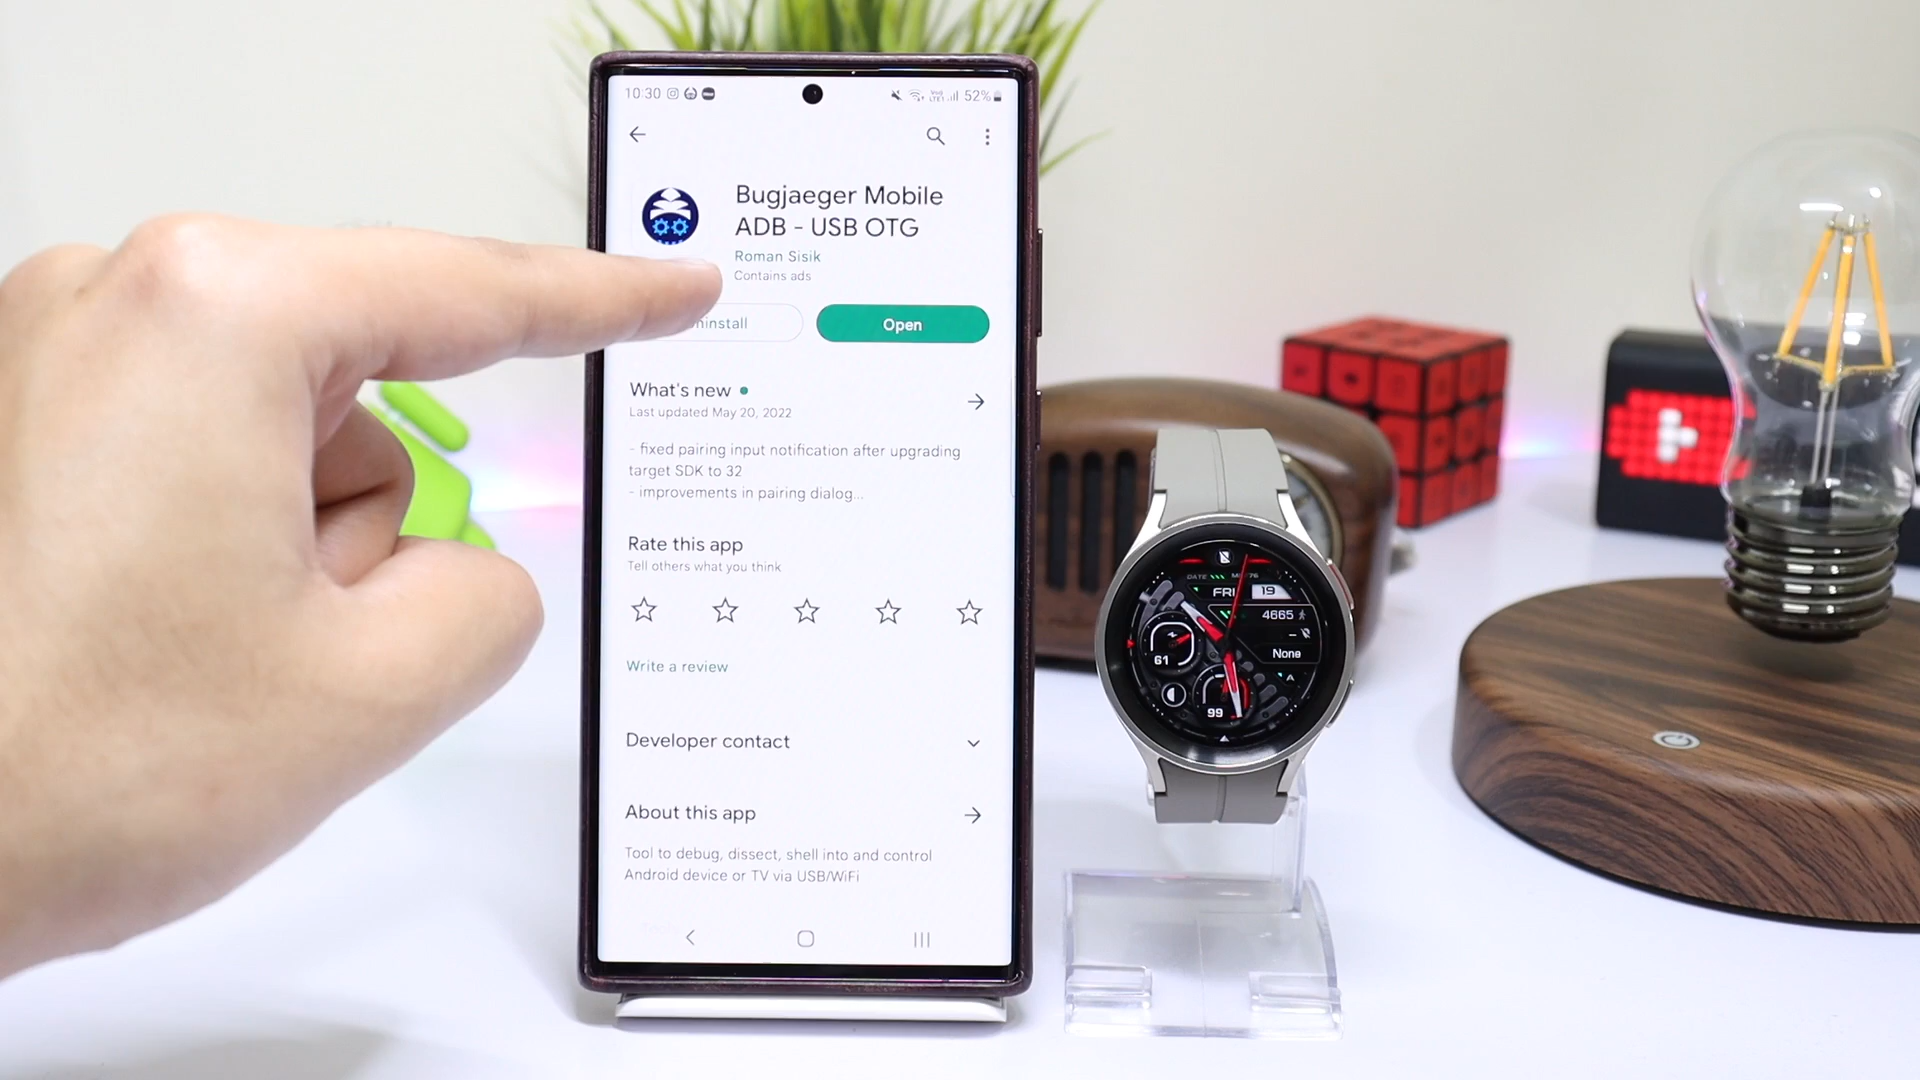 10:30
52%
Bugjaeger Mobile
ADB - USB OTG
Roman Sisik
Contains ads
Open
What's new
Last updated May 20, 2022
- fixed pairing input notification after upgrading
target SDK to 32
- improvements in pairing dialog...
Rate this app
Tell others what you think
Write a review
Developer contact
About this app
Tool to debug, dissect, shell into and control
Android device or TV via USB/WiFi
DATE
FRI 19
4665
None
61
99